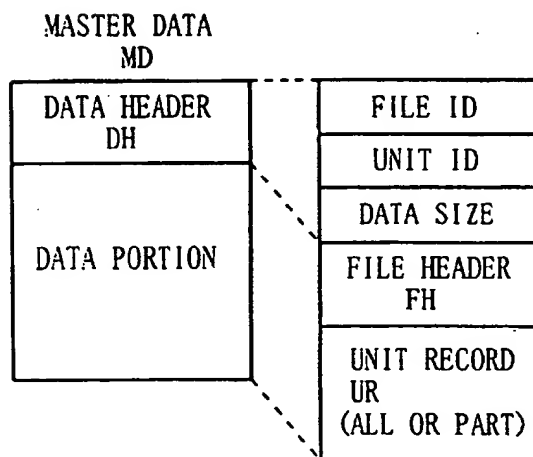 MASTER DATA
MD
DATA HEADER
DH
DATA PORTION
FILE ID
UNIT ID
DATA SIZE
FILE HEADER
FH
UNIT RECORD
UR
(ALL OR PART)